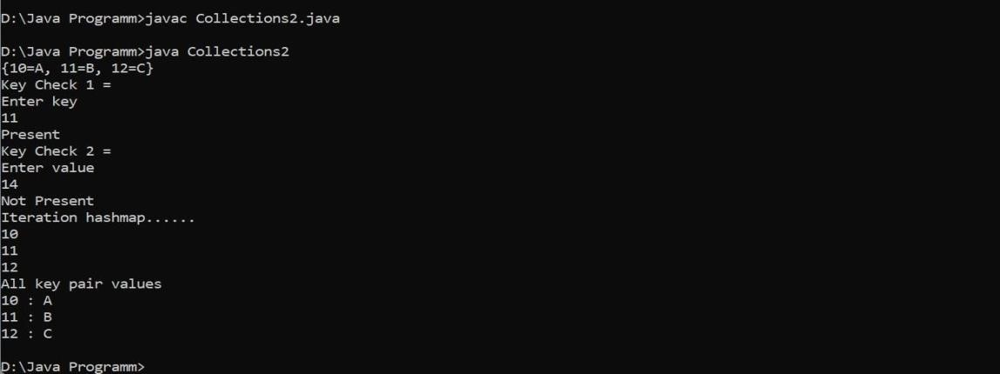 D:\Java Programm>javac Collections2.java
D:\Java Programm>java Collections2
{10=A, 11=B, 12=C}
Key Check 1 =
Enter key
11
Present
Key Check 2 =
Enter value
14
Not Present
Iteration hashmap......
10
11
12
All key pair values
10 : A
11 : B
12 : C
D:\Java Programm>